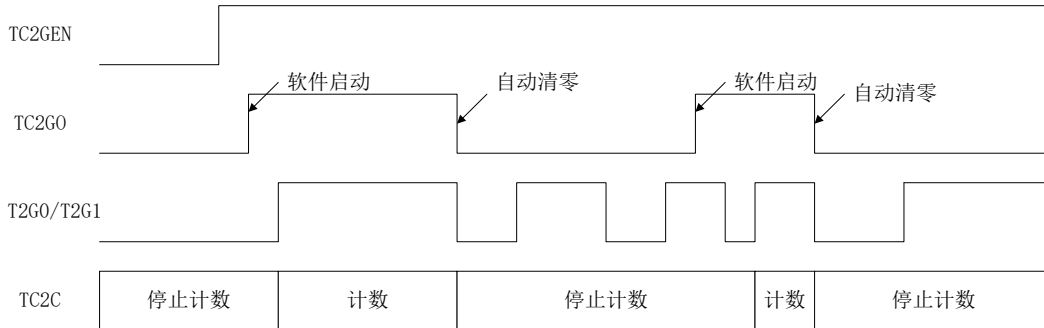 TC2GEN
软件启动
自动清零
软件启动
自动清零
TC2GO
T2G0/T2G1
TC2C
停止计数
计数
停止计数
计数
停止计数